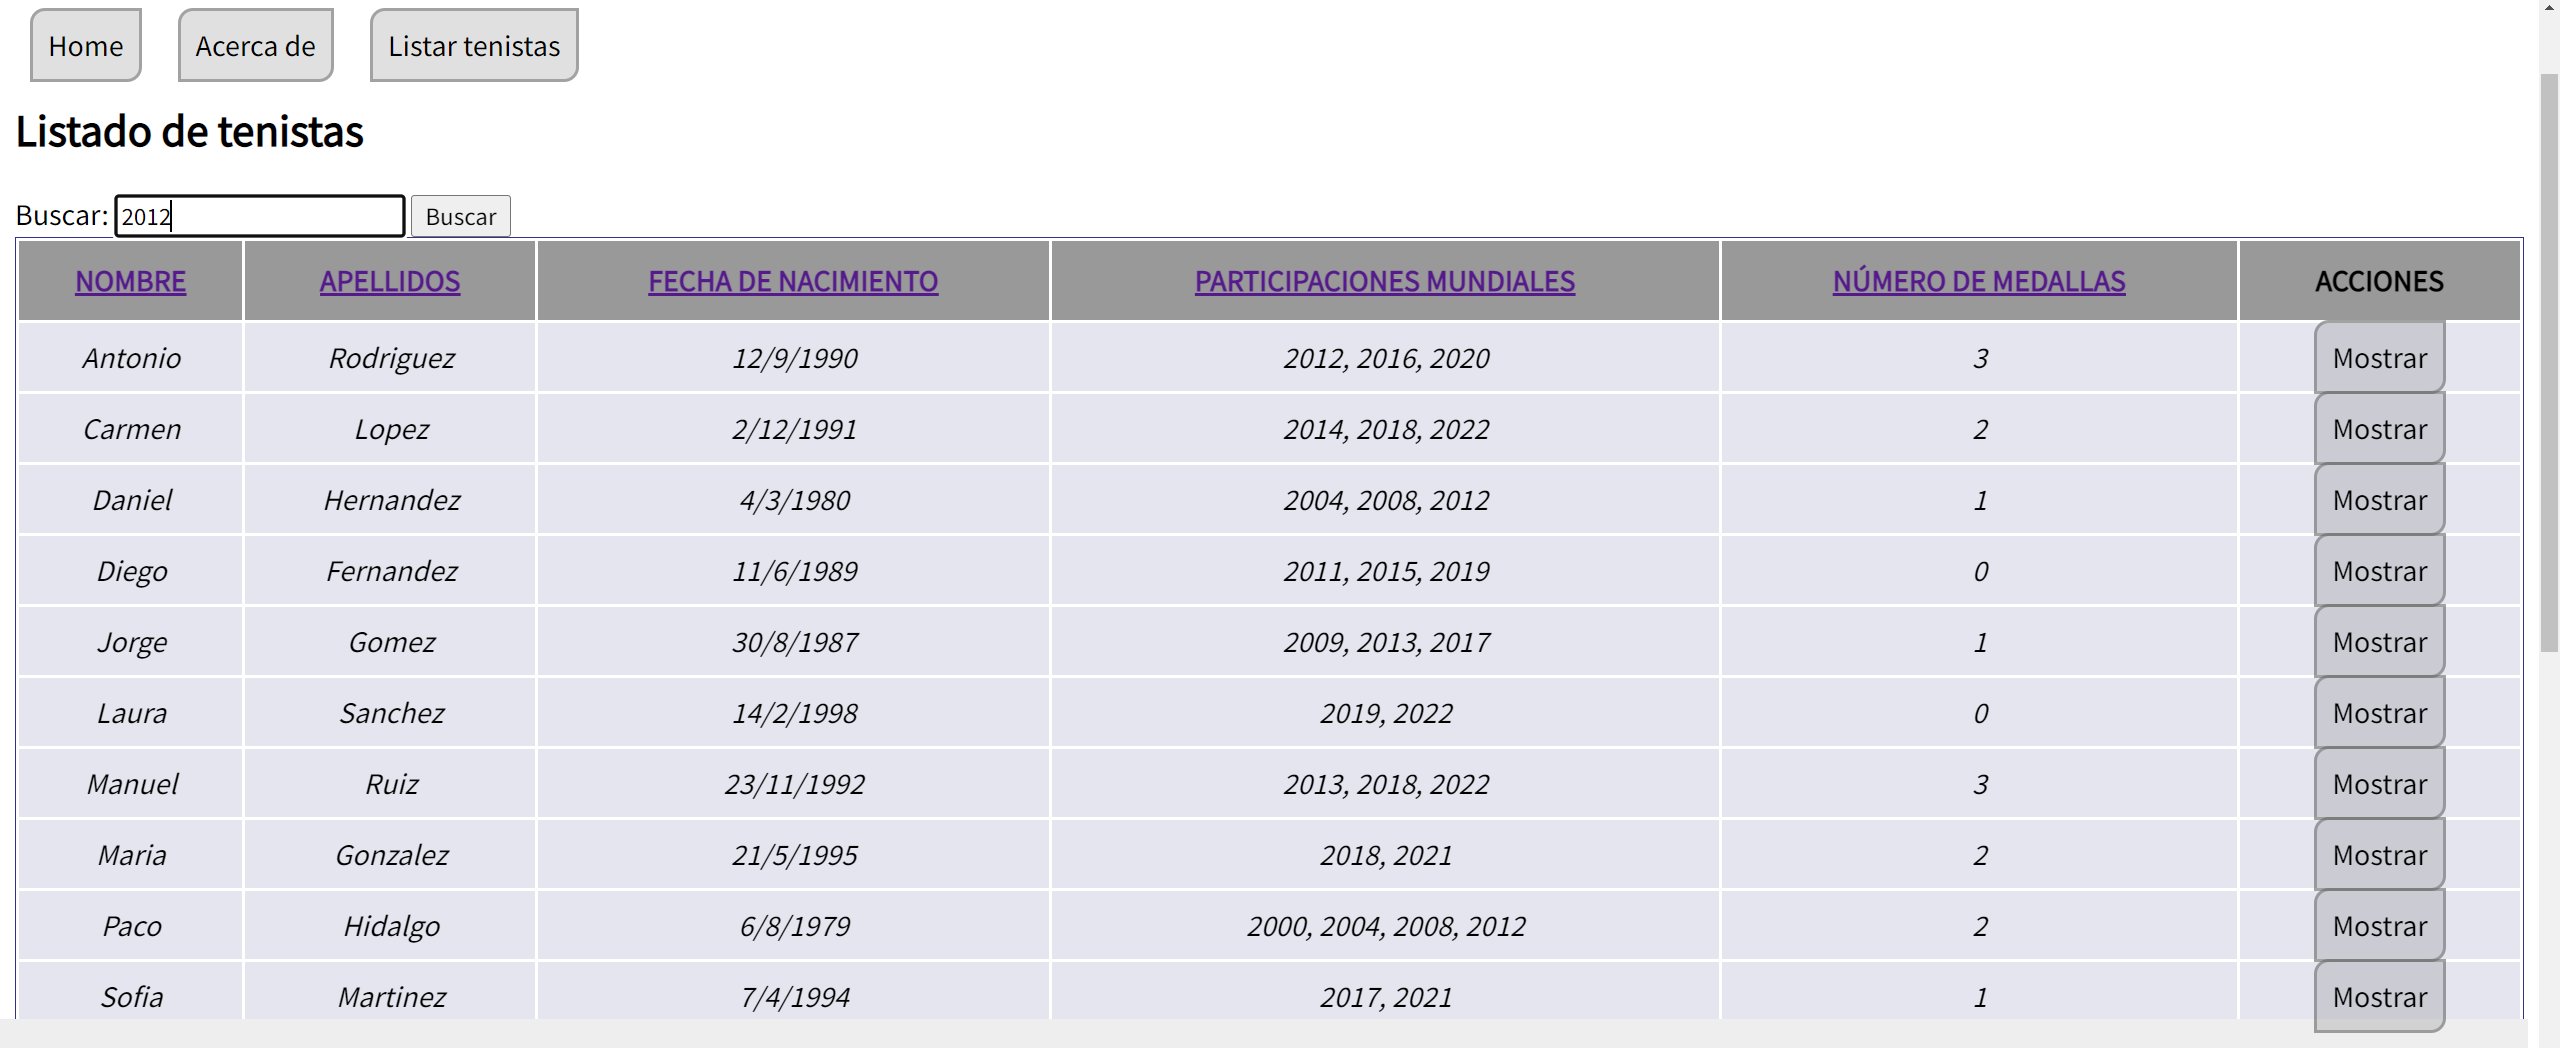 Home Acerca de Listar tenistas
Listado de tenistas
Buscar: 2012 Buscar
NOMBRE APELLIDOS FECHA DE NACIMIENTO PARTICIPACIONES MUNDIALES NÚMERO DE MEDALLAS ACCIONES
Antonio Rodriguez 12/9/1990 2012, 2016, 2020 3 Mostrar
Carmen Lopez 2/12/1991 2014, 2018, 2022 2 Mostrar
Daniel Hernandez 4/3/1980 2004, 2008, 2012 1 Mostrar
Diego Fernandez 11/6/1989 2011, 2015, 2019 0 Mostrar
Jorge Gomez 30/8/1987 2009, 2013, 2017 1 Mostrar
Laura Sanchez 14/2/1998 2019, 2022 0 Mostrar
Manuel Ruiz 23/11/1992 2013, 2018, 2022 3 Mostrar
Maria Gonzalez 21/5/1995 2018, 2021 2 Mostrar
Paco Hidalgo 6/8/1979 2000, 2004, 2008, 2012 2 Mostrar
Sofia Martinez 7/4/1994 2017, 2021 1 Mostrar